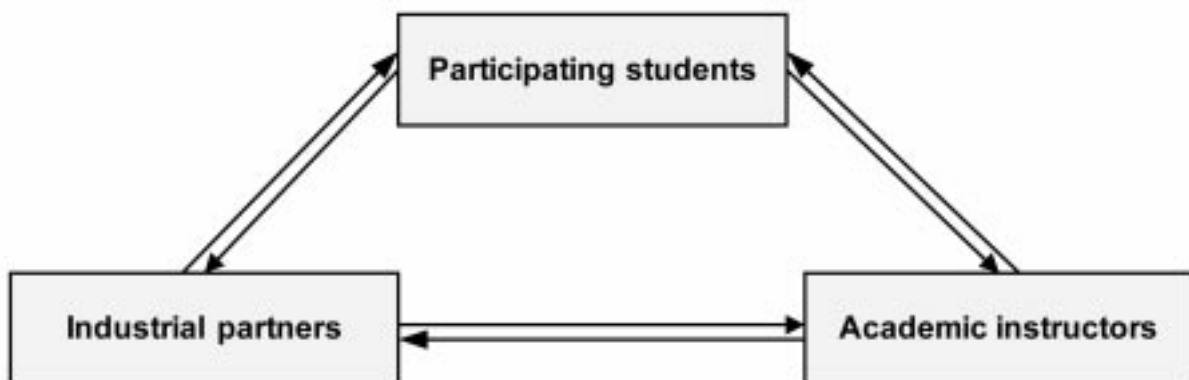 Participating students
Industrial partners
Academic instructors